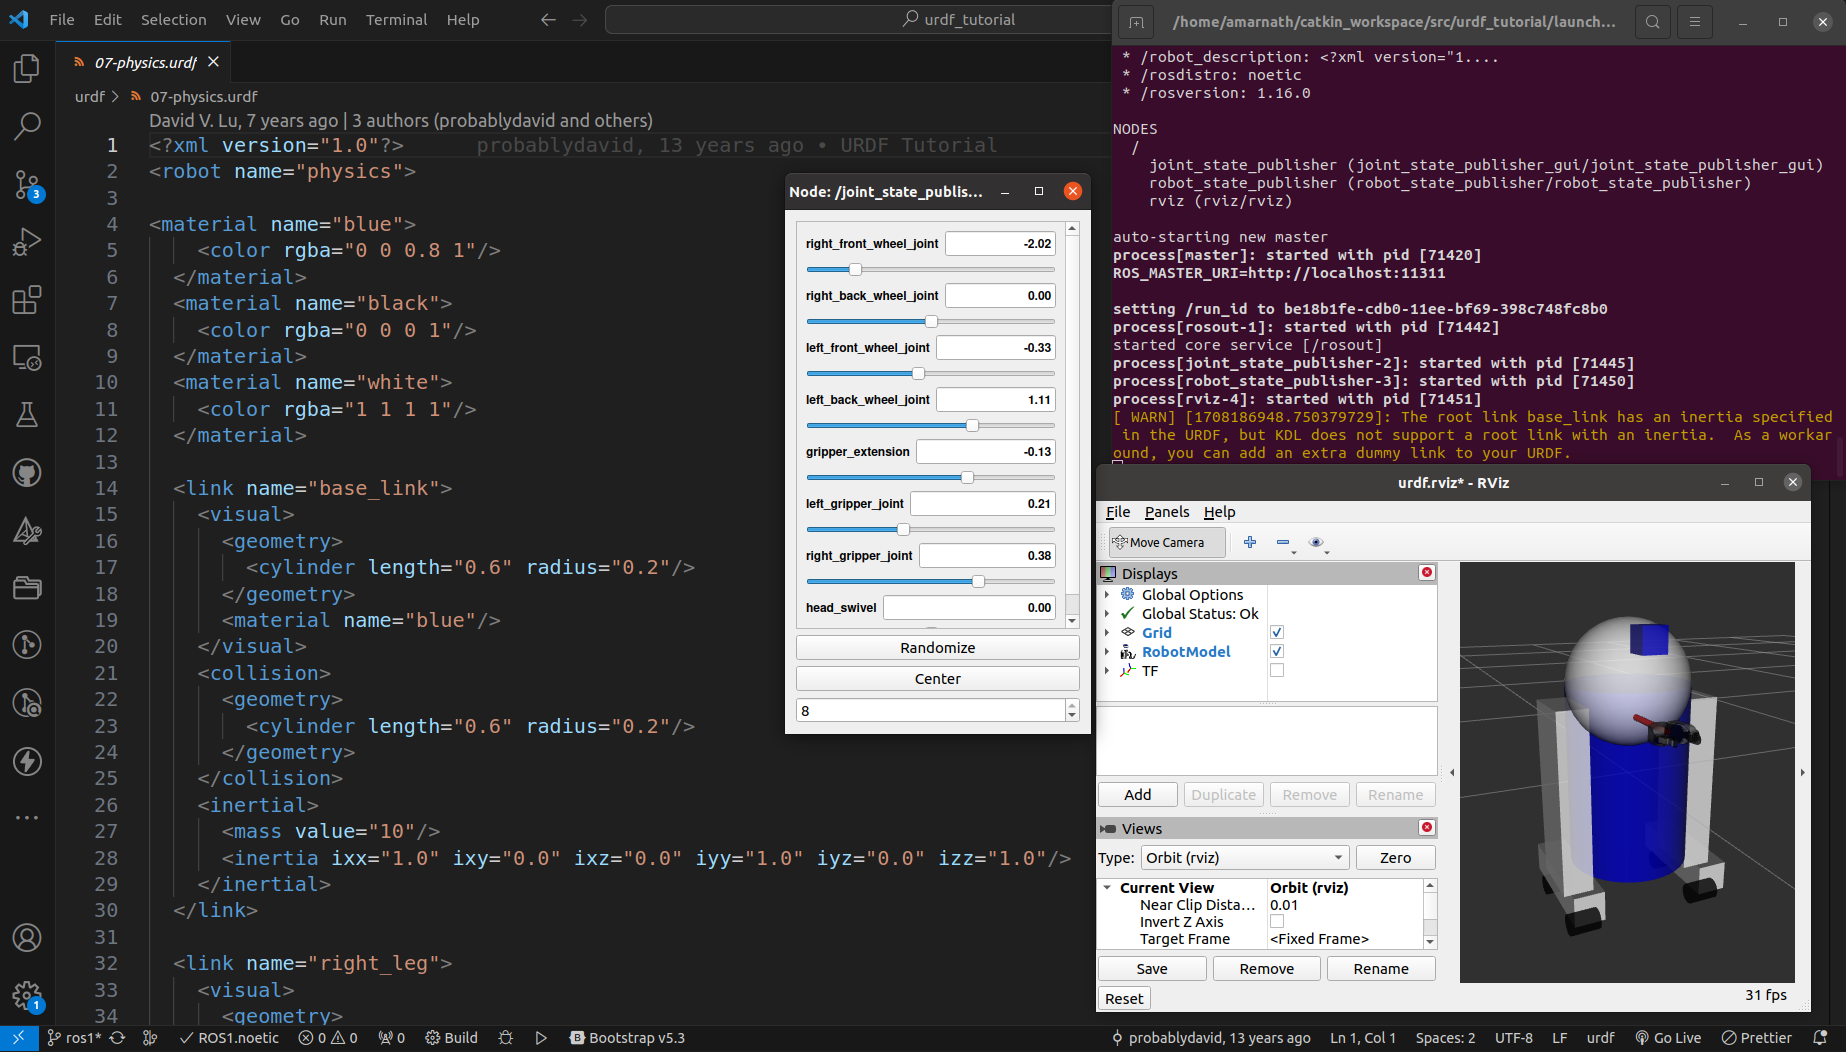 File Edit Selection View Go Run Terminal Help
urdf_tutorial
07-physics.urdf
urdf > 07-physics.urdf
David V. Lu, 7 years ago | 3 authors (probablydavid and others)
1 <?xml version="1.0"?> probablydavid, 13 years ago • URDF Tutorial
2 <robot name="physics">
3
4 <material name="blue">
5 <color rgba="0 0 0.8 1"/>
6 </material>
7 <material name="black">
8 <color rgba="0 0 0 1"/>
9 </material>
10 <material name="white">
11 <color rgba="1 1 1 1"/>
12 </material>
13
14 <link name="base_link">
15 <visual>
16 <geometry>
17 <cylinder length="0.6" radius="0.2"/>
18 </geometry>
19 <material name="blue"/>
20 </visual>
21 <collision>
22 <geometry>
23 <cylinder length="0.6" radius="0.2"/>
24 </geometry>
25 </collision>
26 <inertial>
27 <mass value="10"/>
28 <inertia ixx="1.0" ixy="0.0" ixz="0.0" iyy="1.0" iyz="0.0" izz="1.0"/>
29 </inertial>
30 </link>
31
32 <link name="right_leg">
33 <visual>
34 <geometry>
3
1
Node: /joint_state_publis...
right_front_wheel_joint -2.02
right_back_wheel_joint 0.00
left_front_wheel_joint -0.33
left_back_wheel_joint 1.11
gripper_extension -0.13
left_gripper_joint 0.21
right_gripper_joint 0.38
head_swivel 0.00
Randomize
Center
8
/home/amarnath/catkin_workspace/src/urdf_tutorial/launch...
* /robot_description: <?xml version="1....
* /rosdistro: noetic
* /rosversion: 1.16.0
NODES
/
joint_state_publisher (joint_state_publisher_gui/joint_state_publisher_gui)
robot_state_publisher (robot_state_publisher/robot_state_publisher)
rviz (rviz/rviz)
auto-starting new master
process[master]: started with pid [71420]
ROS_MASTER_URI=http://localhost:11311
setting /run_id to be18b1fe-cdb0-11ee-bf69-398c748fc8b0
process[rosout-1]: started with pid [71442]
started core service [/rosout]
process[joint_state_publisher-2]: started with pid [71445]
process[robot_state_publisher-3]: started with pid [71450]
process[rviz-4]: started with pid [71451]
[ WARN] [1708186948.750379729]: The root link base_link has an inertia specified
in the URDF, but KDL does not support a root link with an inertia. As a workar
ound, you can add an extra dummy link to your URDF.
urdf.rviz* - RViz
File Panels Help
Move Camera
Displays
Global Options
Global Status: Ok
Grid
RobotModel
TF
Add Duplicate Remove Rename
Views
Type: Orbit (rviz) Zero
Current View Orbit (rviz)
Near Clip Dista... 0.01
Invert Z Axis
Target Frame <Fixed Frame>
Save Remove Rename
Reset
31 fps
ros1* ROS1.noetic 0 0 0 Build Bootstrap v5.3
probablydavid, 13 years ago Ln 1, Col 1 Spaces: 2 UTF-8 LF urdf Go Live Prettier